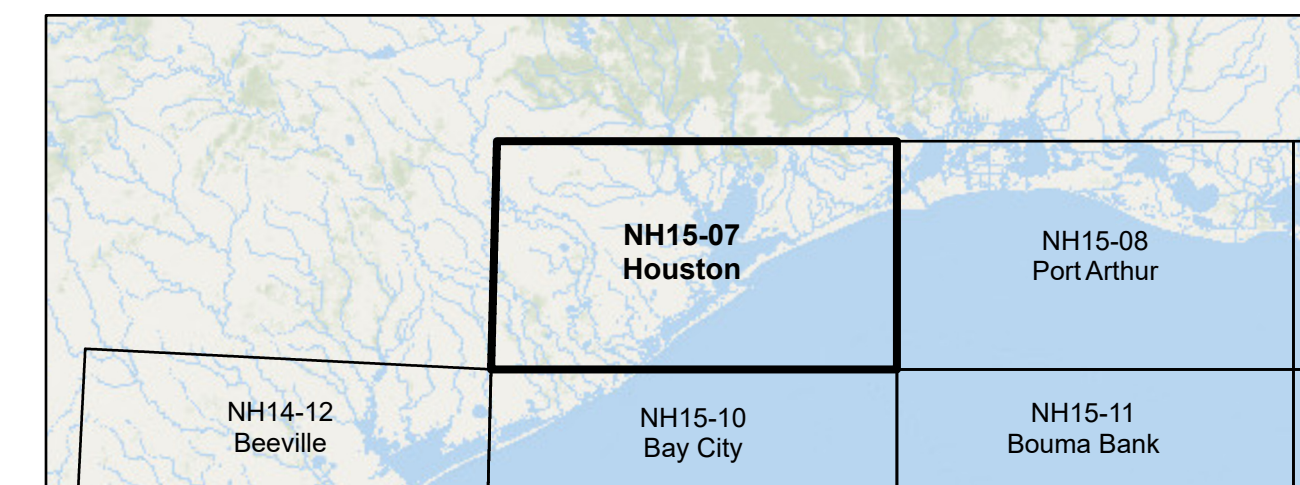 NH15-07
Houston
NH15-08
Port Arthur
NH14-12
Beeville
NH15-10
Bay City
NH15-11
Bouma Bank